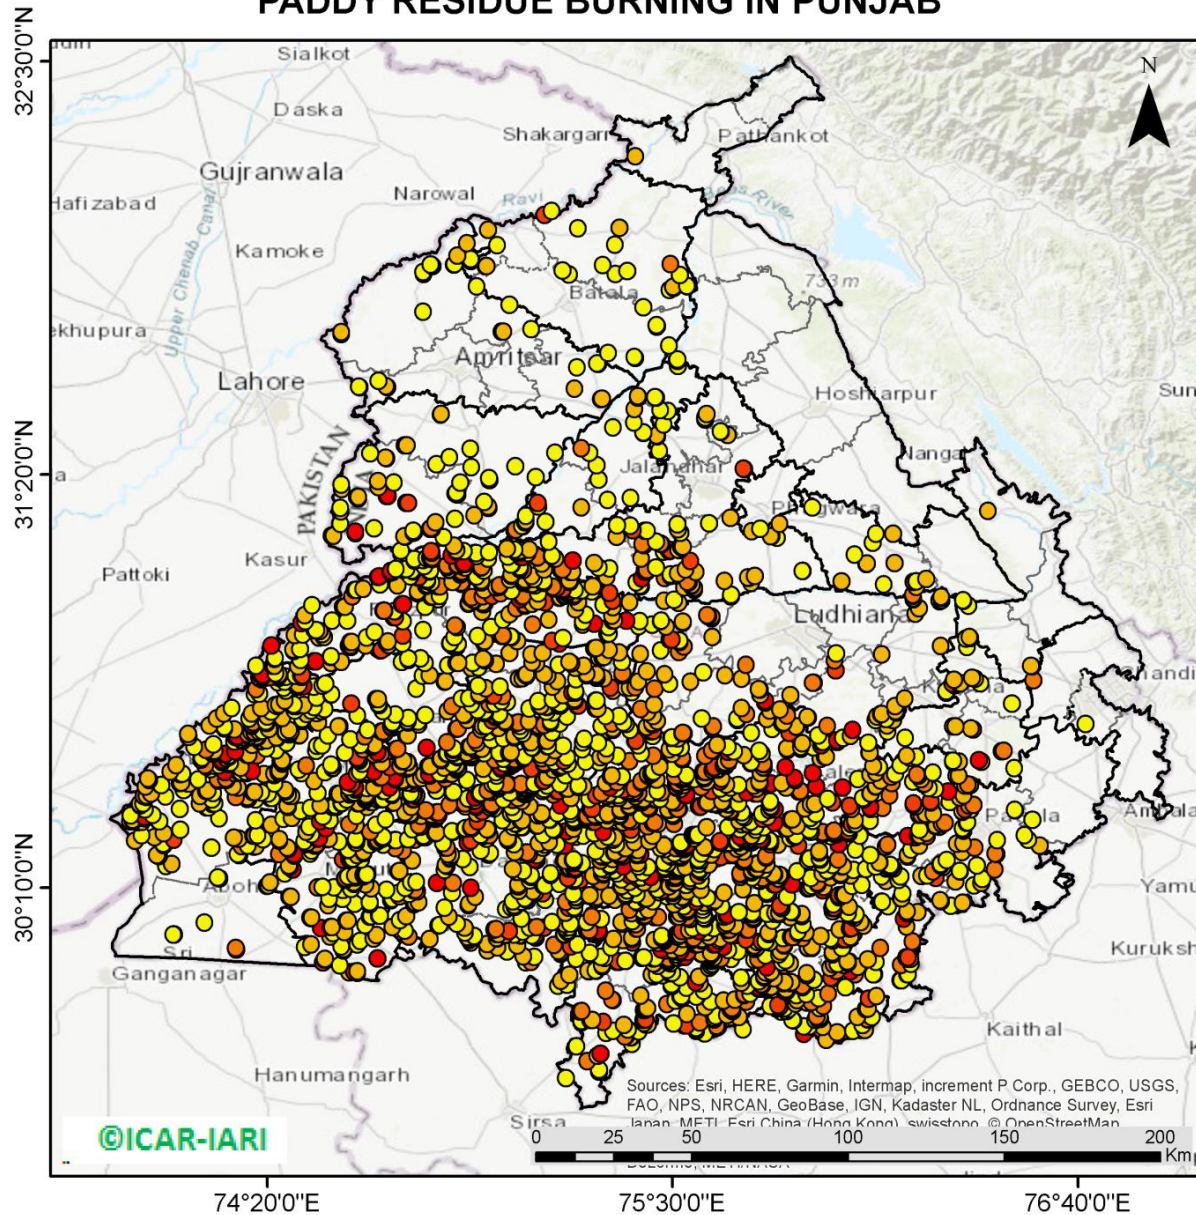 PADDY RESIDUE BURNING IN PUNJAB
32°30'0"N
Sialkot
N
Daska
Shakargarh
Pathankot
Gujranwala
Narowal
Ravi
Beas River
Hafizabad
Upper Chenab Canal
Kamoke
733 m
Batala
ekhupura
Amritsar
Lahore
Hoshiarpur
Sun
31°20'0"N
Jalandhar
Nangal
PAKISTAN
INDIA
Phagwara
Kasur
Pattoki
Ludhiana
handi
Patiala
Ambala
30°10'0"N
Abohar
Yamu
Sri
Ganganagar
Kuruksh
Kaithal
Hanumangarh
Sirsa
Sources: Esri, HERE, Garmin, Intermap, increment P Corp., GEBCO, USGS,
FAO, NPS, NRCAN, GeoBase, IGN, Kadaster NL, Ordnance Survey, Esri
Japan, METI, Esri China (Hong Kong), swisstopo, © OpenStreetMap
©ICAR-IARI
0 25 50 100 150 200
Km
74°20'0"E 75°30'0"E 76°40'0"E